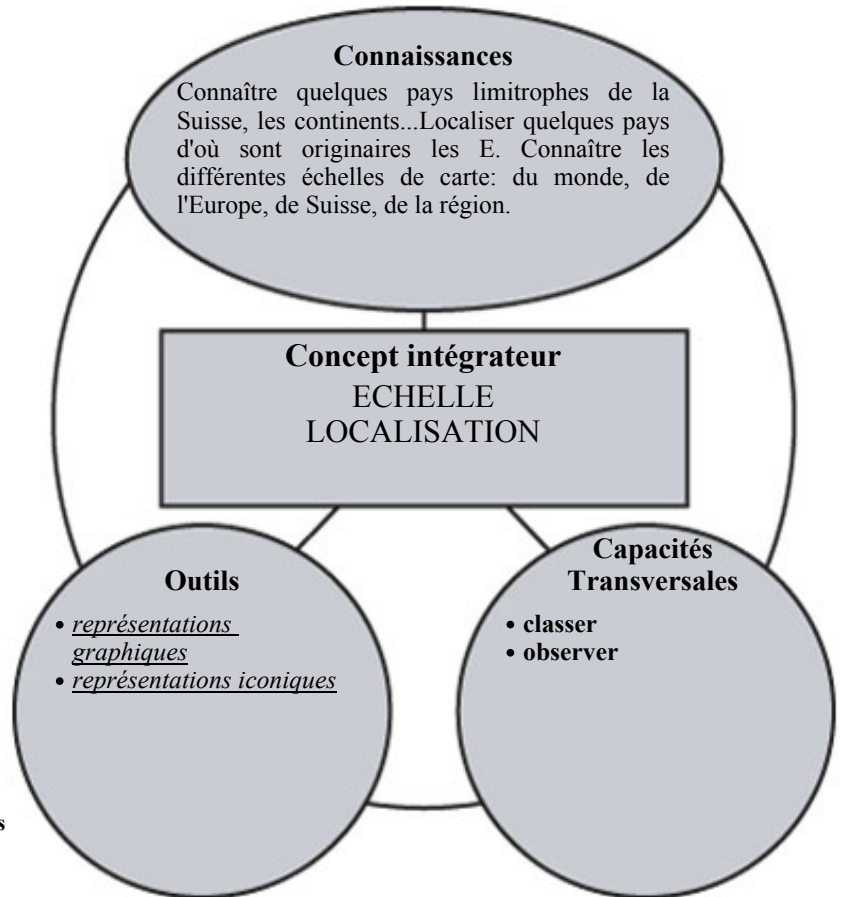 Connaissances
Connaître quelques pays limitrophes de la
Suisse, les continents...Localiser quelques pays
d'où sont originaires les E. Connaître les
différentes échelles de carte: du monde, de
l'Europe, de Suisse, de la région.
Concept intégrateur
ECHELLE
LOCALISATION
Outils
• représentations
graphiques
• représentations iconiques
Capacités
Transversales
• classer
• observer
s